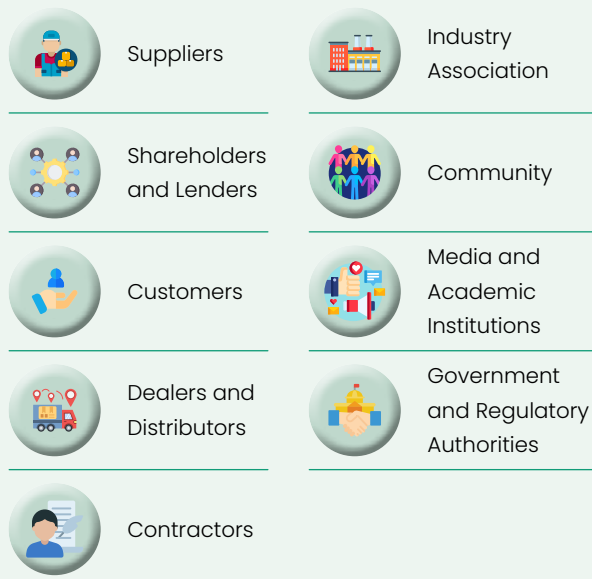 Suppliers
Shareholders
and Lenders
Customers
Dealers and
Distributors
Contractors
Industry
Association
Community
Media and
Academic
Institutions
Government
and Regulatory
Authorities